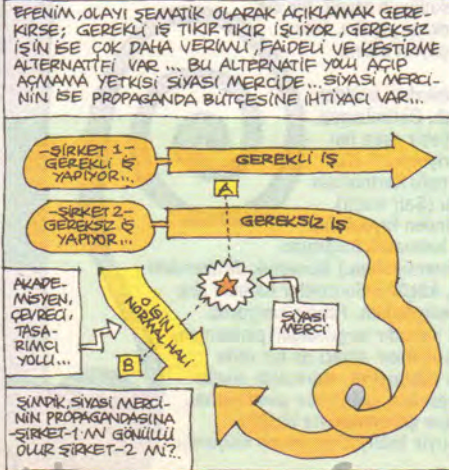 EFENİM, OLAYI ŞEMATİK OLARAK AÇIKLAMAK GERE-
KİRSE; GEREKLİ İŞ TIKIR TIKIR İŞLİYOR, GEREKSİZ
İŞİN İSE ÇOK DAHA VERİMLİ, FAİDELİ VE KESTİRME
ALTERNATİFİ VAR... BU ALTERNATİF YOLU AÇIP
AÇMAMA YETKİSİ SİYASİ MERCİDE... SİYASİ MERCİ-
NİN İSE PROPAGANDA BÜTÇESİNE İHTİYACI VAR...
-ŞİRKET 1-
GEREKLİ İŞ
YAPIYOR...
GEREKLİ İŞ
A
-ŞİRKET 2-
GEREKSİZ İŞ
YAPIYOR...
GEREKSİZ İŞ
AKADE-
MİSYEN,
ÇEVRECİ,
TASA-
RIMCI
YOLU...
O İŞİN
NORMAL HALİ
SİYASİ
MERCİ
B
ŞİMDİK, SİYASİ MERCİ-
NİN PROPAGANDASINA
-ŞİRKET-1 Mİ GÖNÜLLÜ
OLUR ŞİRKET-2 Mİ?